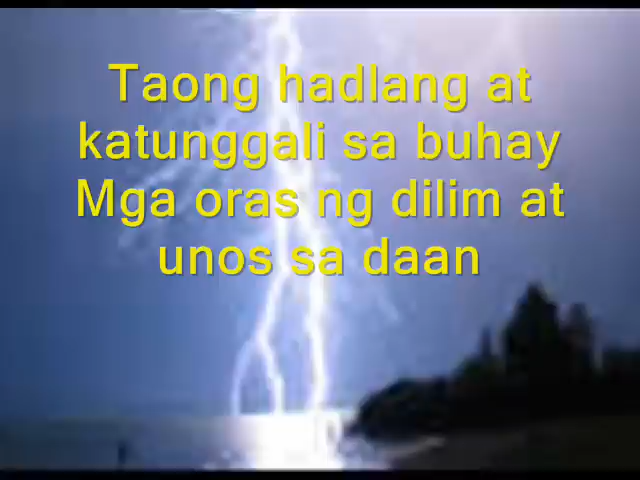 Taong hadlang at
katunggali sa buhay
Mga oras ng dilim at
unos sa daan